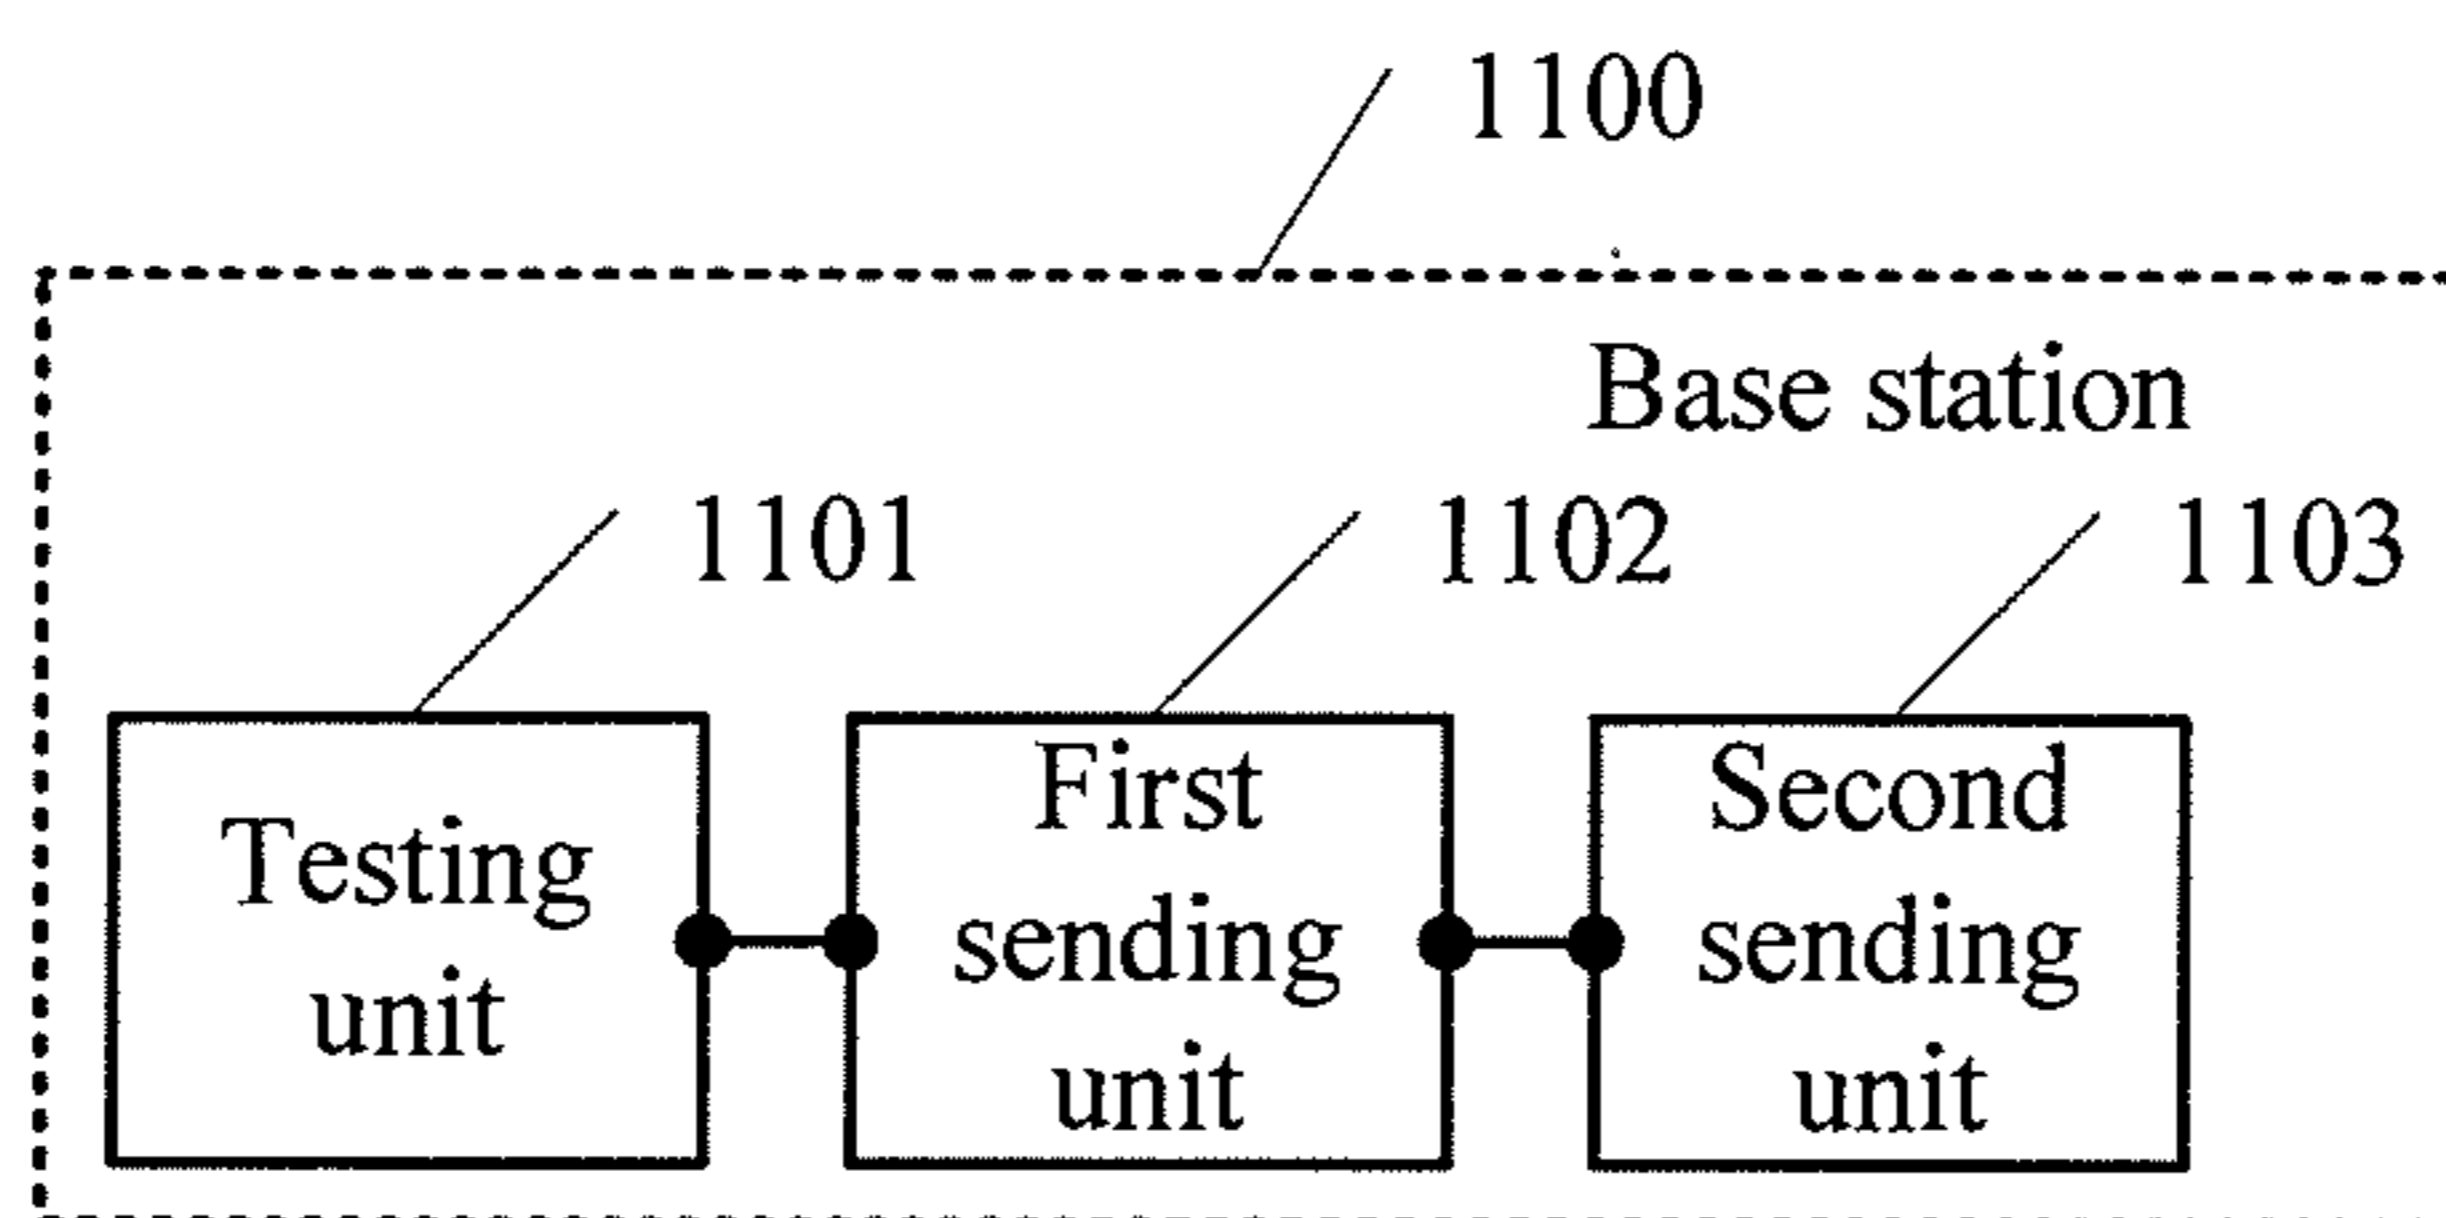 1100
Base station
1101
1102
1103
Testing
unit
First
sending
unit
Second
sending
unit